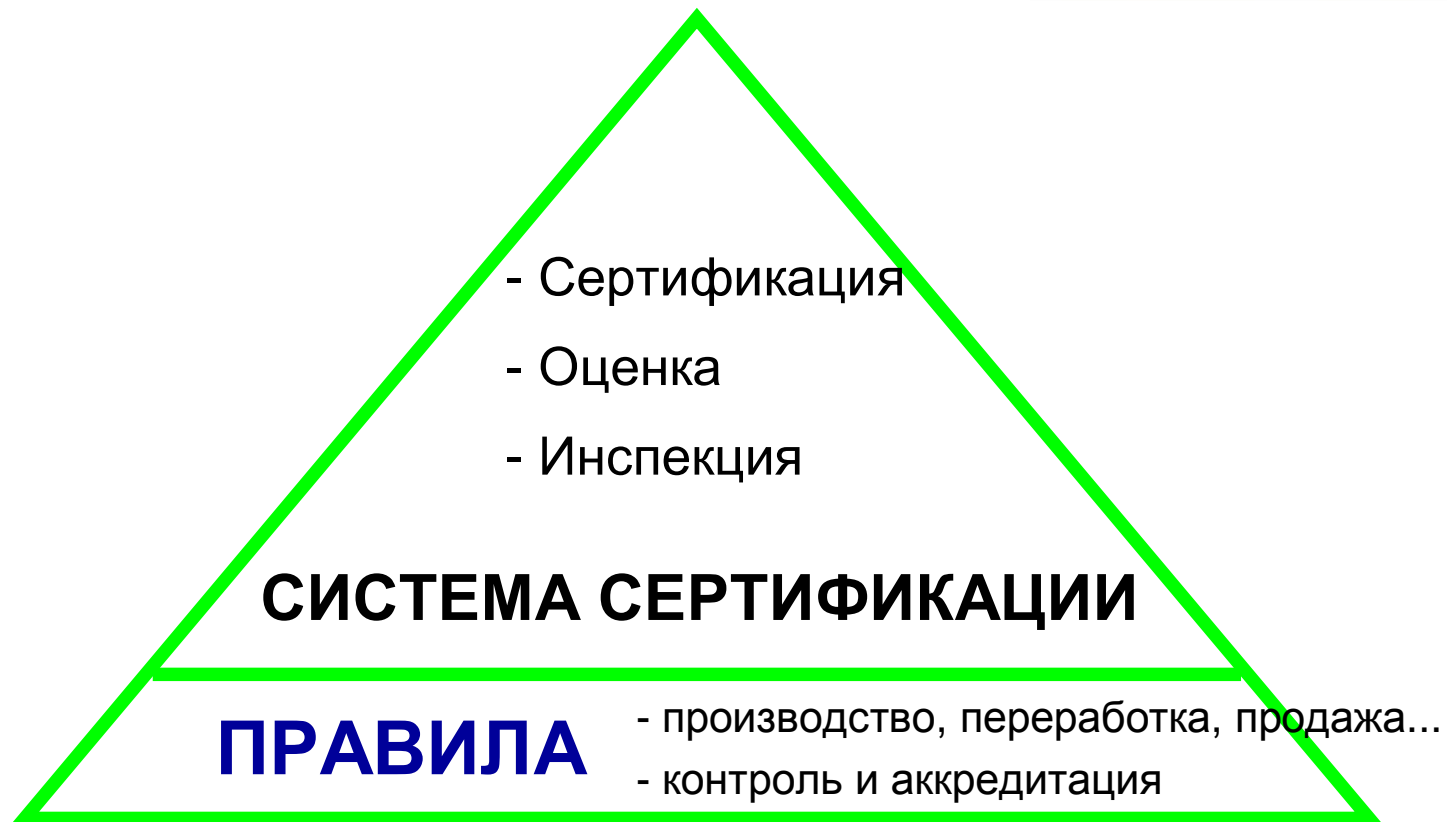 - Сертификация
- Оценка
- Инспекция
СИСТЕМА СЕРТИФИКАЦИИ
ПРАВИЛА
- производство, переработка, продажа...
- контроль и аккредитация